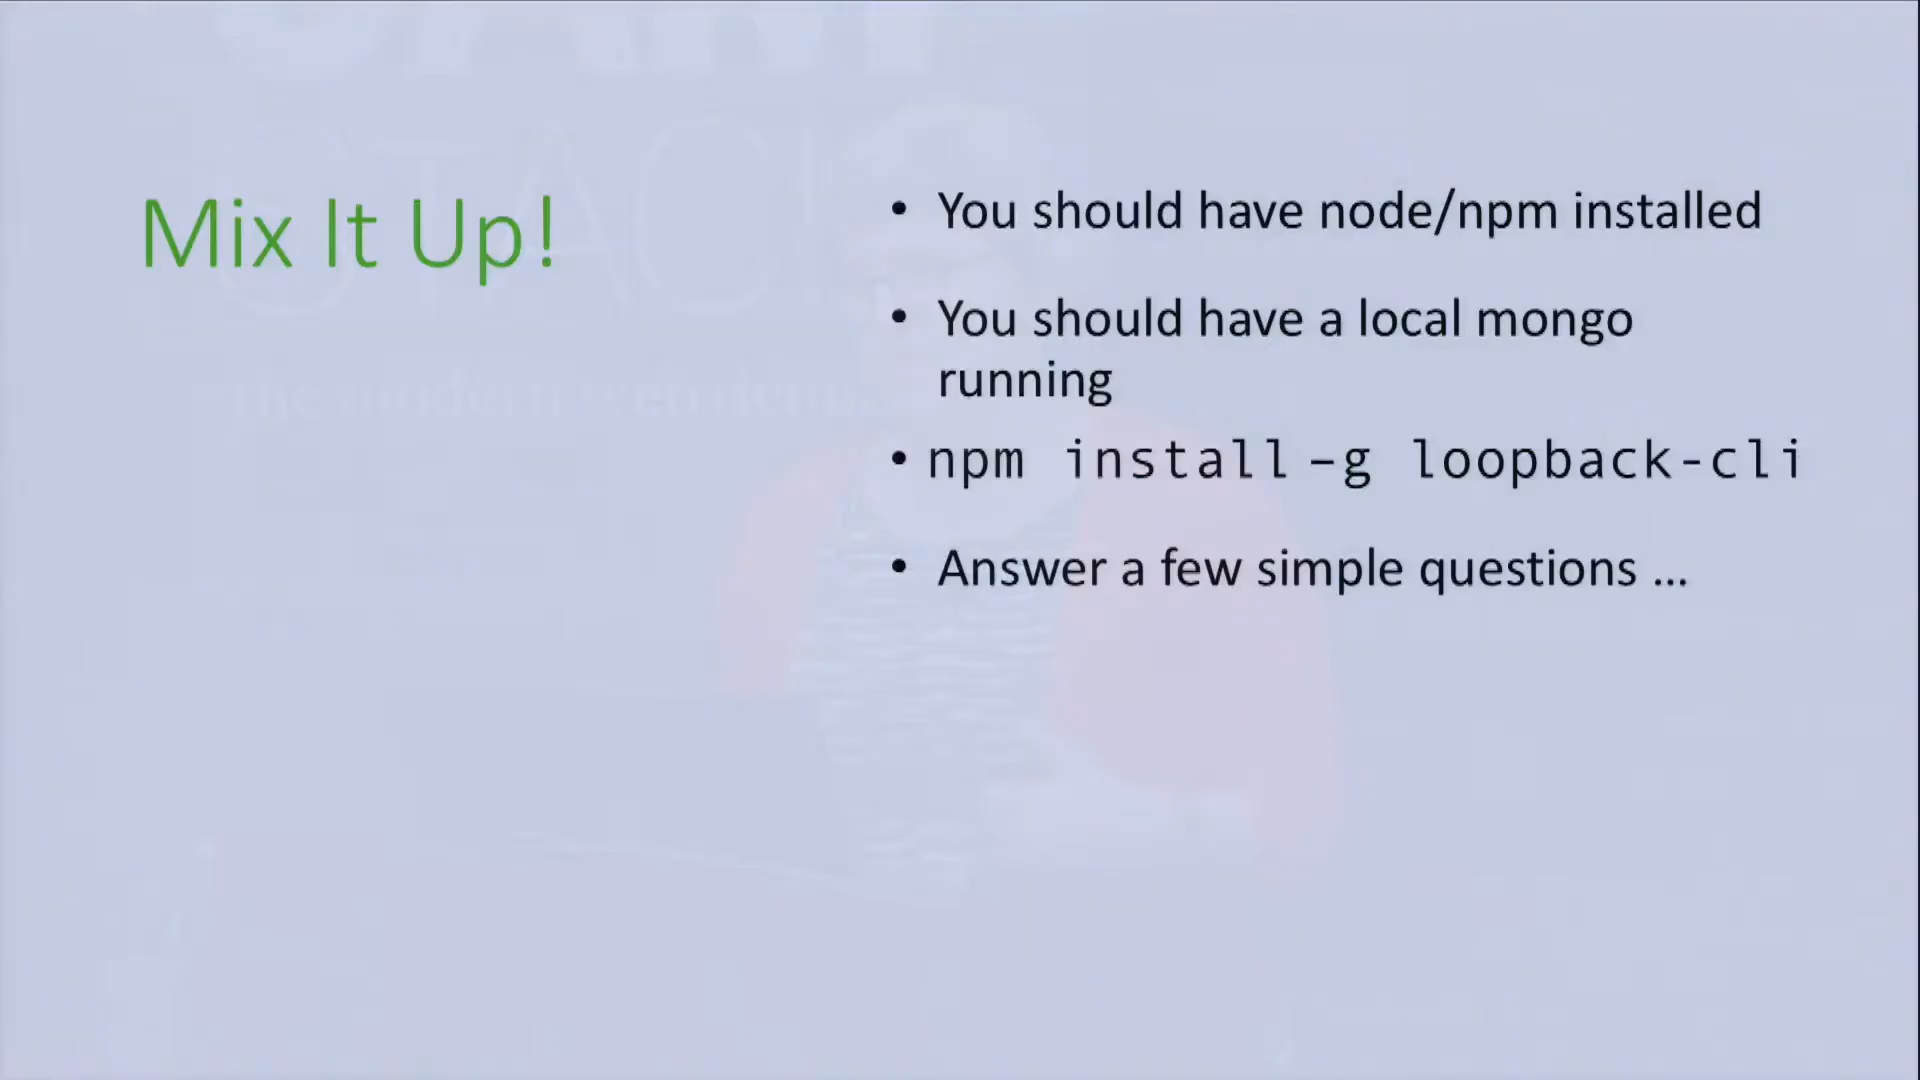 Mix It Up!
• You should have node/npm installed
• You should have a local mongo
running
• npm install –g loopback-cli
• Answer a few simple questions ...